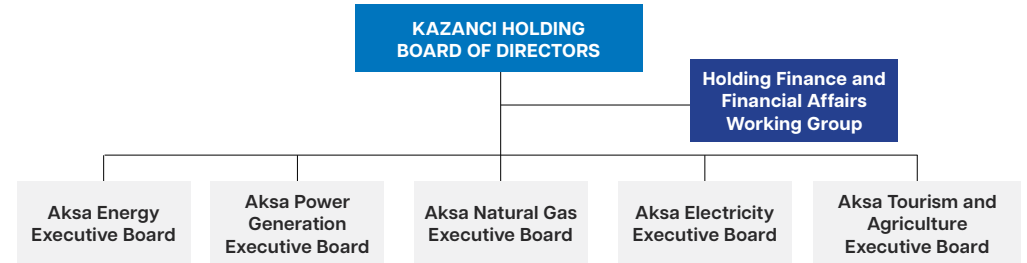 KAZANCI HOLDING
BOARD OF DIRECTORS
Holding Finance and
Financial Affairs
Working Group
Aksa Energy
Executive Board
Aksa Power
Generation
Executive Board
Aksa Natural Gas
Executive Board
Aksa Electricity
Executive Board
Aksa Tourism and
Agriculture
Executive Board